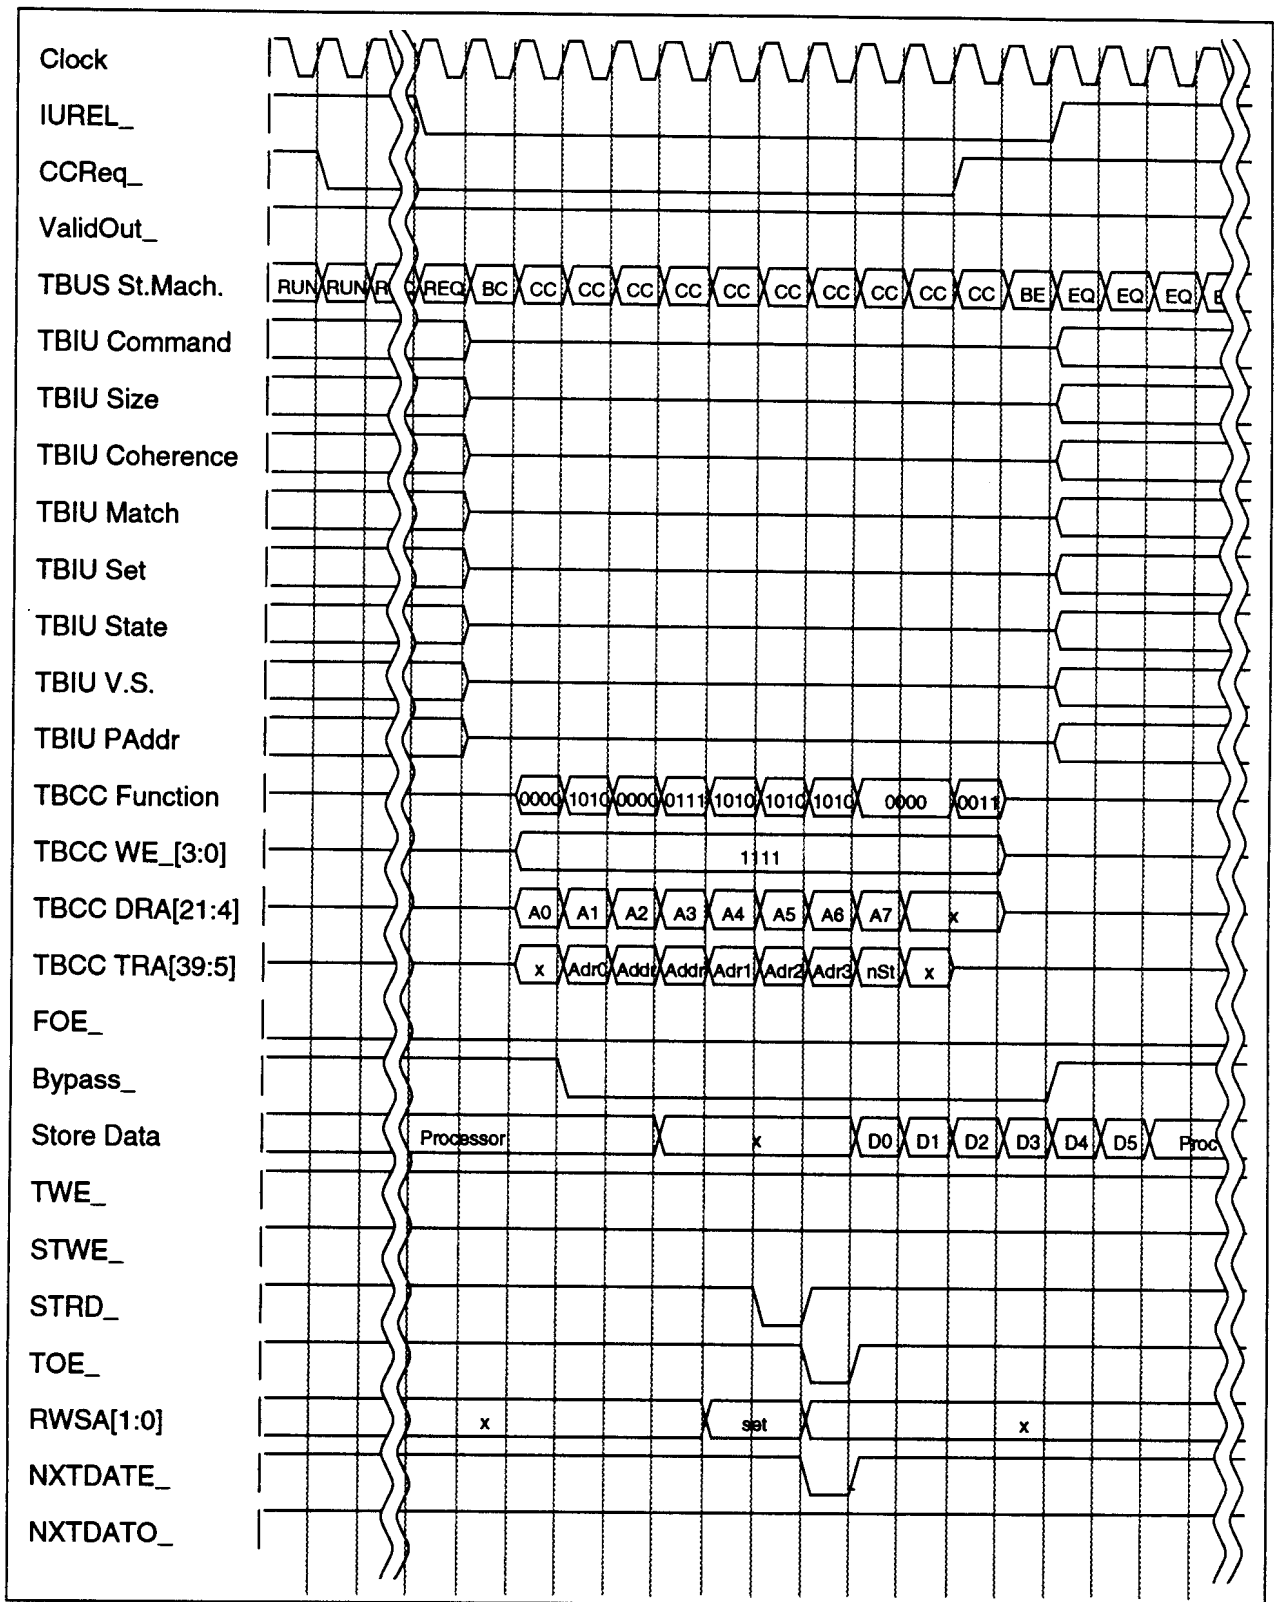 Clock
IUREL_
CCReq_
ValidOut_
TBUS St.Mach. RUN RUN REQ BC CC CC CC CC CC CC CC CC CC CC BE EQ EQ EQ
TBIU Command
TBIU Size
TBIU Coherence
TBIU Match
TBIU Set
TBIU State
TBIU V.S.
TBIU PAddr
TBCC Function 0000 1010 0000 0111 1010 1010 1010 0000 0011
TBCC WE_[3:0] 1111
TBCC DRA[21:4] A0 A1 A2 A3 A4 A5 A6 A7 x
TBCC TRA[39:5] x Adr0 Addr Addr Adr1 Adr2 Adr3 nSt x
FOE_
Bypass_
Store Data Processor x D0 D1 D2 D3 D4 D5 Proc
TWE_
STWE_
STRD_
TOE_
RWSA[1:0] x set x
NXTDATE_
NXTDATO_